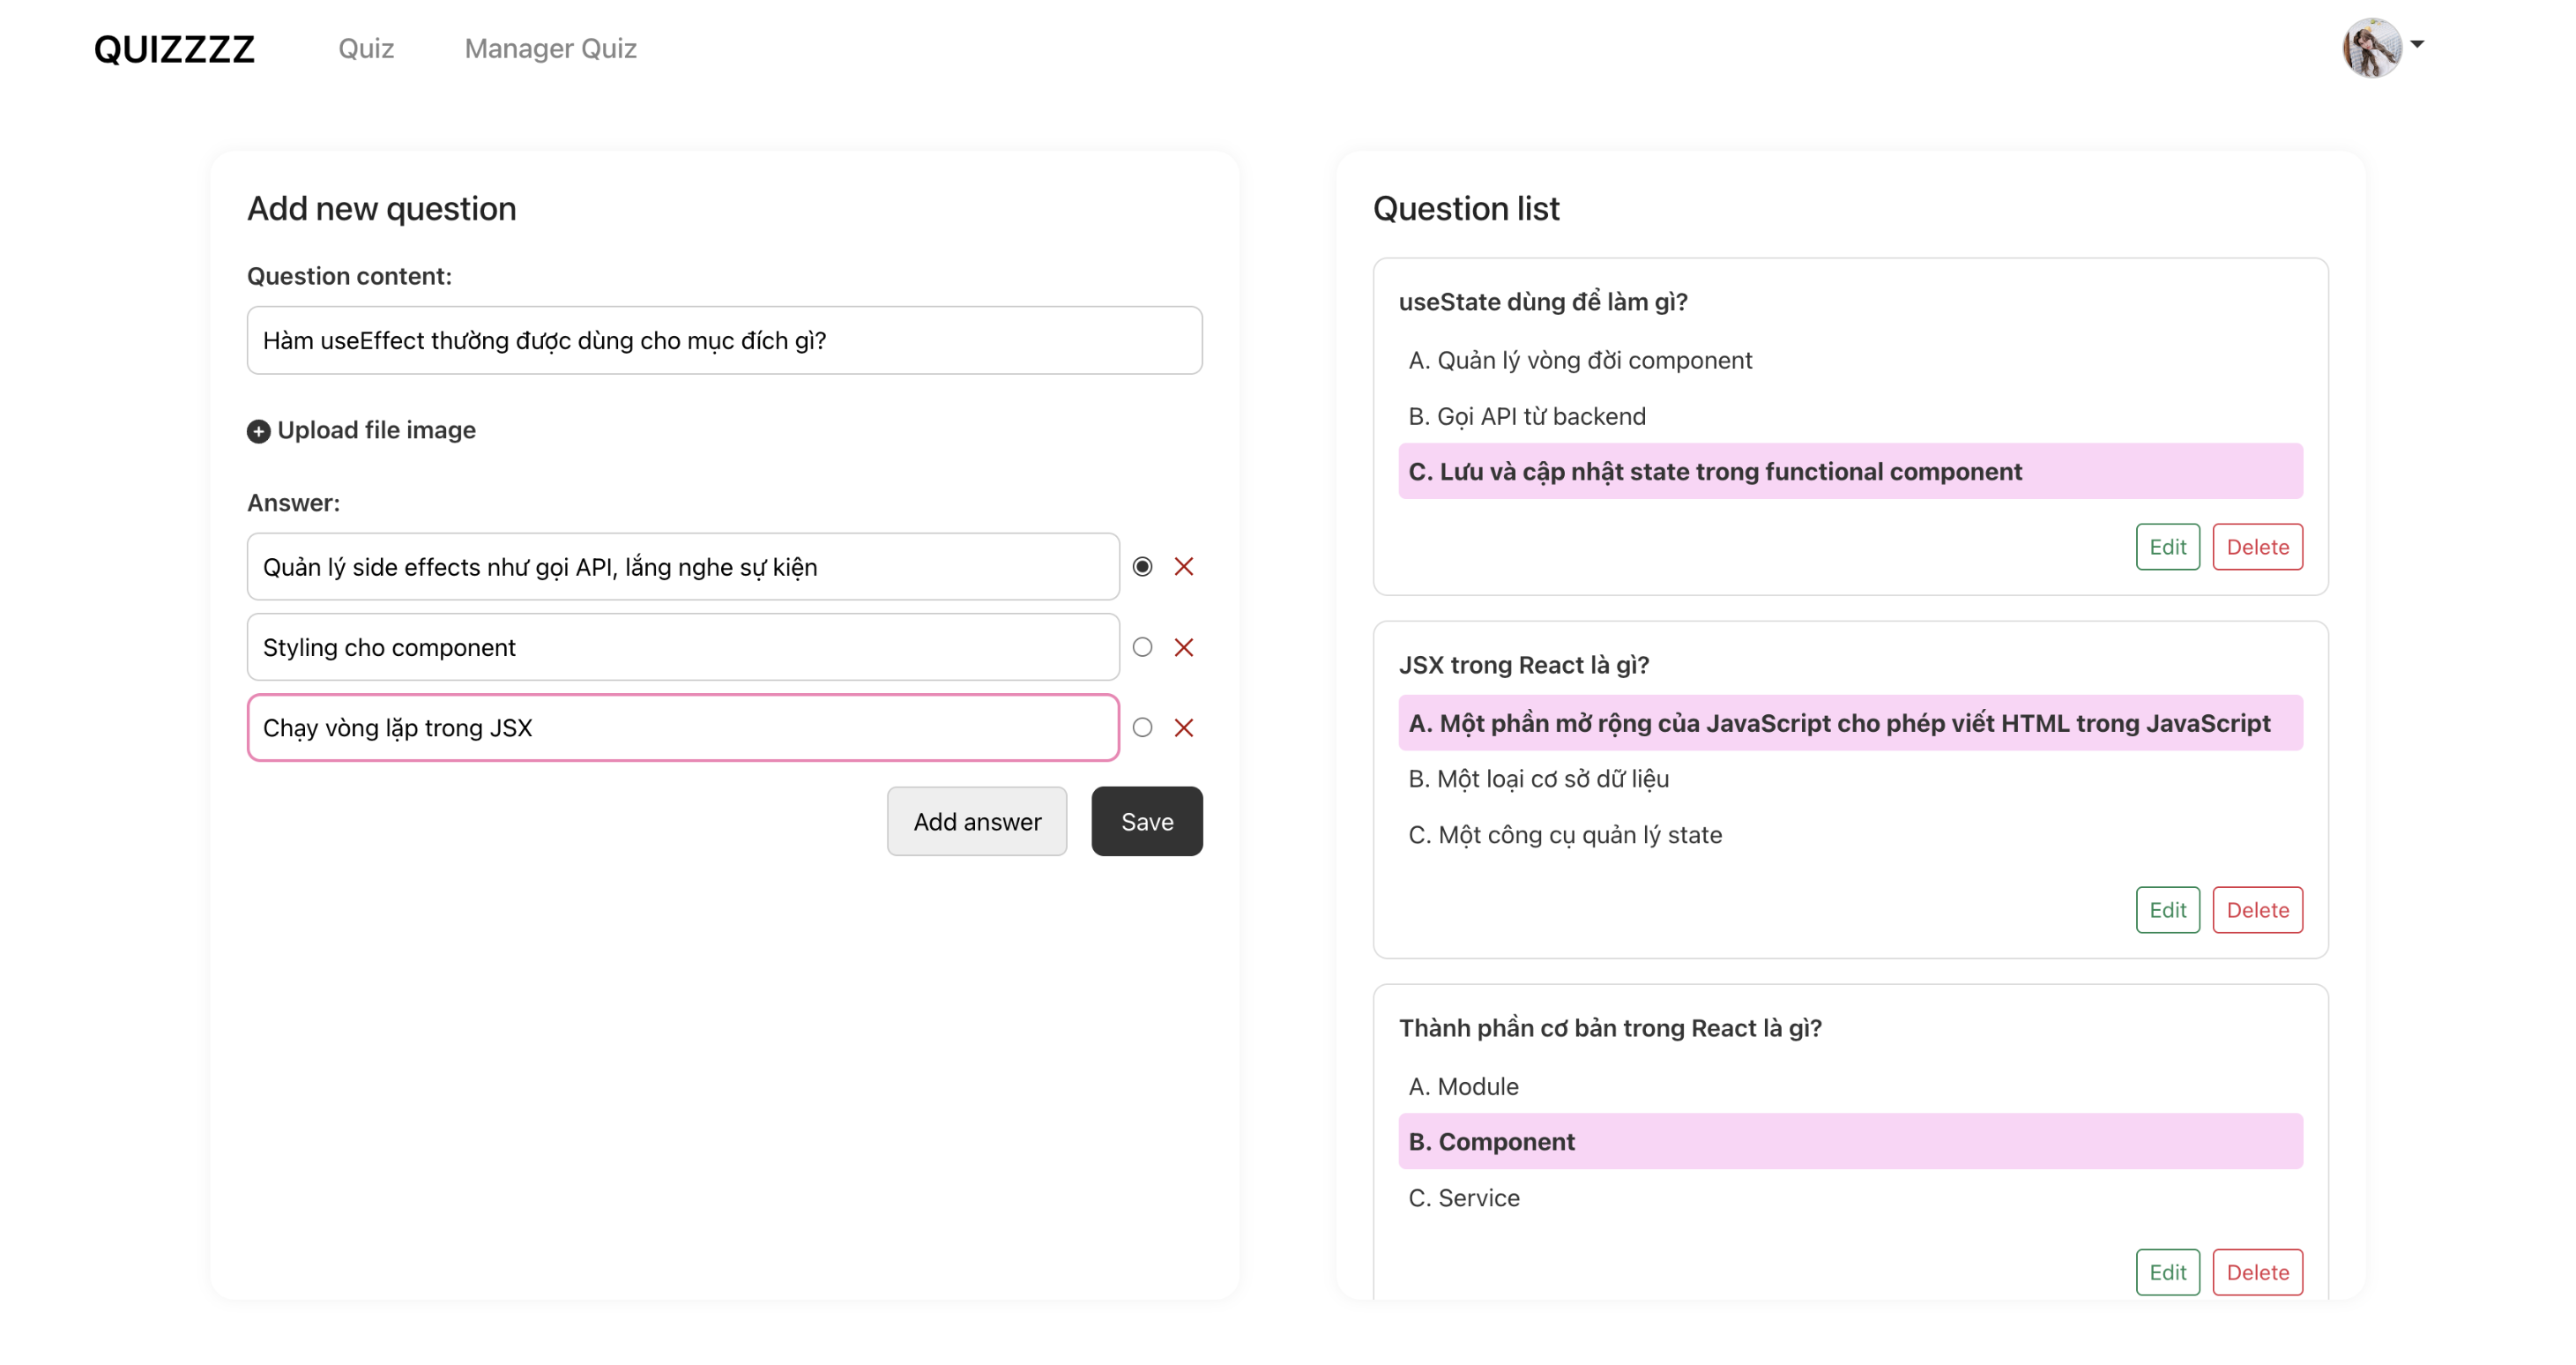 QUIZZZZ
Quiz
Manager Quiz
Add new question
Question content:
Hàm useEffect thường được dùng cho mục đích gì?
Upload file image
Answer:
Quản lý side effects như gọi API, lắng nghe sự kiện
Styling cho component
Chạy vòng lặp trong JSX
Add answer
Save
Question list
useState dùng để làm gì?
A. Quản lý vòng đời component
B. Gọi API từ backend
C. Lưu và cập nhật state trong functional component
Edit
Delete
JSX trong React là gì?
A. Một phần mở rộng của JavaScript cho phép viết HTML trong JavaScript
B. Một loại cơ sở dữ liệu
C. Một công cụ quản lý state
Edit
Delete
Thành phần cơ bản trong React là gì?
A. Module
B. Component
C. Service
Edit
Delete